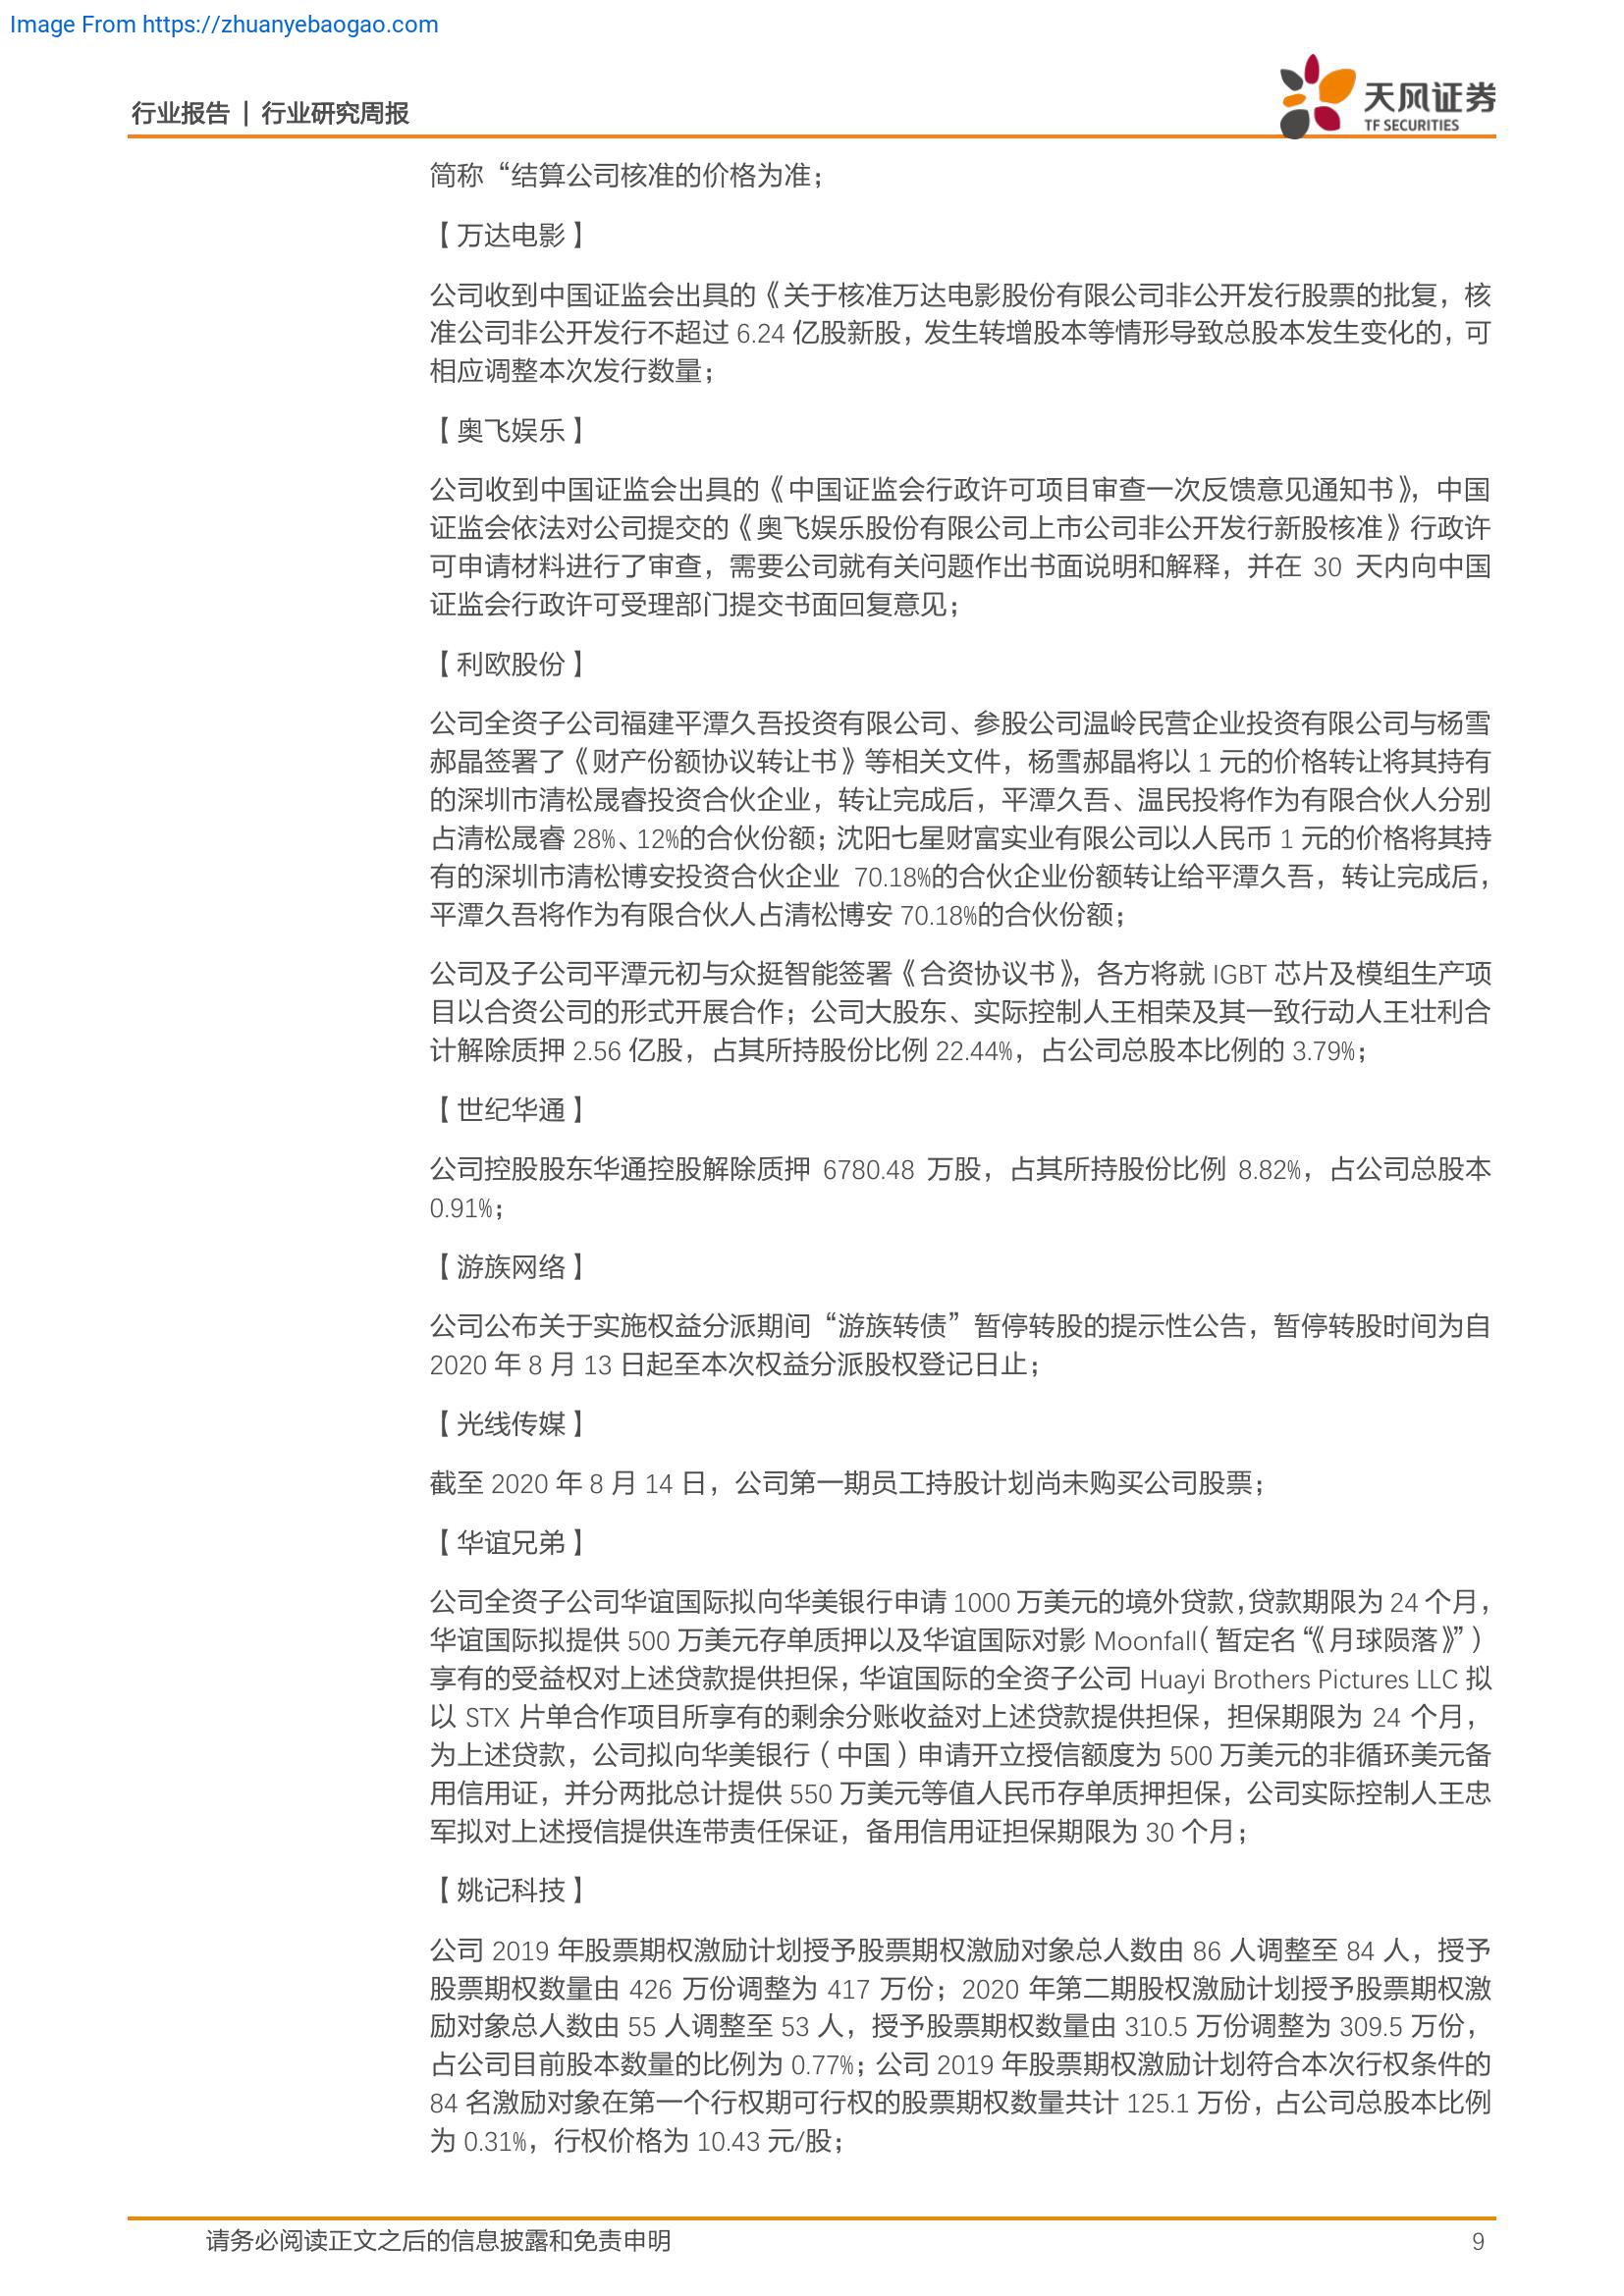 Image From https://zhuanyebaogao.com
行业报告 | 行业研究周报
天风证券
TF SECURITIES
简称“结算公司核准的价格为准；
【万达电影】
公司收到中国证监会出具的《关于核准万达电影股份有限公司非公开发行股票的批复，核
准公司非公开发行不超过 6.24 亿股新股，发生转增股本等情形导致总股本发生变化的，可
相应调整本次发行数量；
【奥飞娱乐】
公司收到中国证监会出具的《中国证监会行政许可项目审查一次反馈意见通知书》，中国
证监会依法对公司提交的《奥飞娱乐股份有限公司上市公司非公开发行新股核准》行政许
可申请材料进行了审查，需要公司就有关问题作出书面说明和解释，并在 30 天内向中国
证监会行政许可受理部门提交书面回复意见；
【利欧股份】
公司全资子公司福建平潭久吾投资有限公司、参股公司温岭民营企业投资有限公司与杨雪
郝晶签署了《财产份额协议转让书》等相关文件，杨雪郝晶将以 1 元的价格转让将其持有
的深圳市清松晟睿投资合伙企业，转让完成后，平潭久吾、温民投将作为有限合伙人分别
占清松晟睿 28%、12%的合伙份额；沈阳七星财富实业有限公司以人民币 1 元的价格将其持
有的深圳市清松博安投资合伙企业 70.18%的合伙企业份额转让给平潭久吾，转让完成后，
平潭久吾将作为有限合伙人占清松博安 70.18%的合伙份额；
公司及子公司平潭元初与众挺智能签署《合资协议书》，各方将就 IGBT 芯片及模组生产项
目以合资公司的形式开展合作；公司大股东、实际控制人王相荣及其一致行动人王壮利合
计解除质押 2.56 亿股，占其所持股份比例 22.44%，占公司总股本比例的 3.79%；
【世纪华通】
公司控股股东华通控股解除质押 6780.48 万股，占其所持股份比例 8.82%，占公司总股本
0.91%；
【游族网络】
公司公布关于实施权益分派期间“游族转债”暂停转股的提示性公告，暂停转股时间为自
2020 年 8 月 13 日起至本次权益分派股权登记日止；
【光线传媒】
截至 2020 年 8 月 14 日，公司第一期员工持股计划尚未购买公司股票；
【华谊兄弟】
公司全资子公司华谊国际拟向华美银行申请 1000 万美元的境外贷款，贷款期限为 24 个月，
华谊国际拟提供 500 万美元存单质押以及华谊国际对影 Moonfall（暂定名“《月球陨落》”）
享有的受益权对上述贷款提供担保，华谊国际的全资子公司 Huayi Brothers Pictures LLC 拟
以 STX 片单合作项目所享有的剩余分账收益对上述贷款提供担保，担保期限为 24 个月，
为上述贷款，公司拟向华美银行（中国）申请开立授信额度为 500 万美元的非循环美元备
用信用证，并分两批总计提供 550 万美元等值人民币存单质押担保，公司实际控制人王忠
军拟对上述授信提供连带责任保证，备用信用证担保期限为 30 个月；
【姚记科技】
公司 2019 年股票期权激励计划授予股票期权激励对象总人数由 86 人调整至 84 人，授予
股票期权数量由 426 万份调整为 417 万份；2020 年第二期股权激励计划授予股票期权激
励对象总人数由 55 人调整至 53 人，授予股票期权数量由 310.5 万份调整为 309.5 万份，
占公司目前股本数量的比例为 0.77%；公司 2019 年股票期权激励计划符合本次行权条件的
84 名激励对象在第一个行权期可行权的股票期权数量共计 125.1 万份，占公司总股本比例
为 0.31%，行权价格为 10.43 元/股；
请务必阅读正文之后的信息披露和免责申明
9